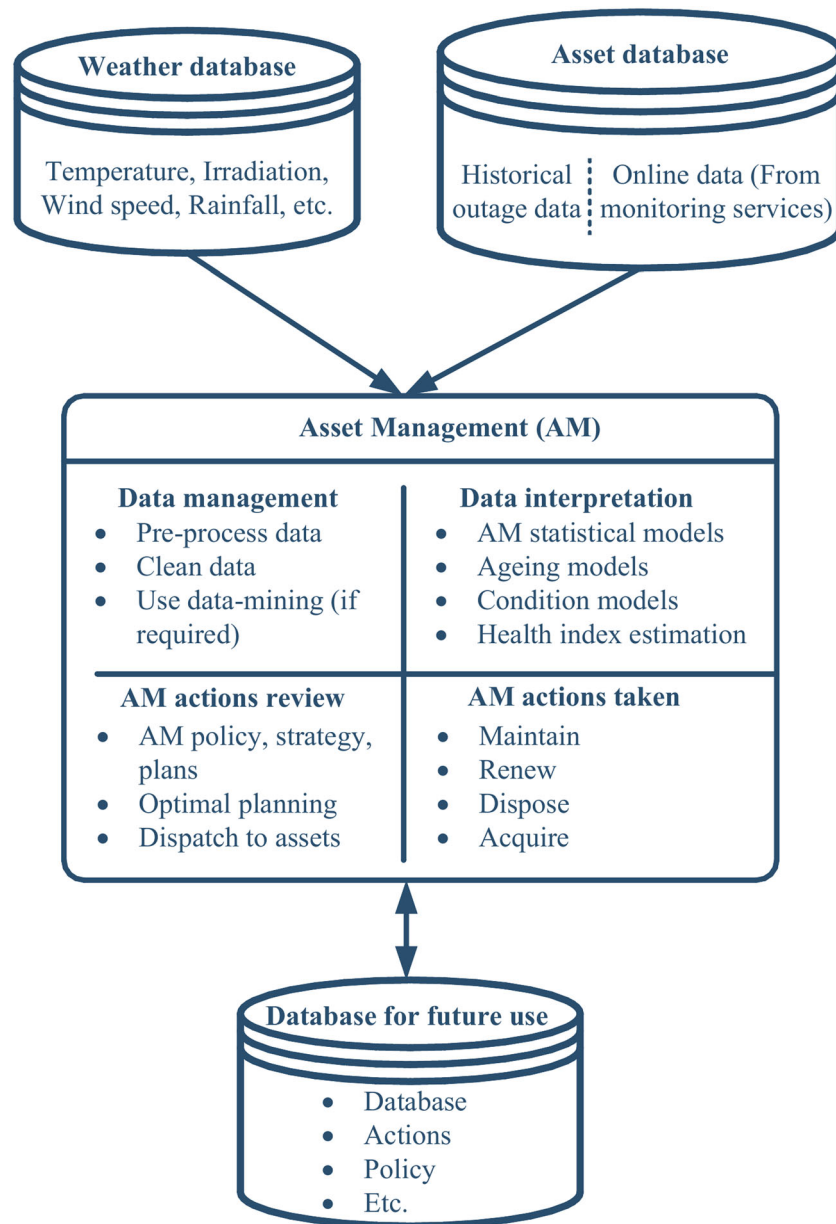 Weather database
Temperature, Irradiation,
Wind speed, Rainfall, etc.
Asset database
Historical
outage data
Online data (From
monitoring services)
Asset Management (AM)
Data management
• Pre-process data
• Clean data
• Use data-mining (if
required)
Data interpretation
• AM statistical models
• Ageing models
• Condition models
• Health index estimation
AM actions review
• AM policy, strategy,
plans
• Optimal planning
• Dispatch to assets
AM actions taken
• Maintain
• Renew
• Dispose
• Acquire
Database for future use
• Database
• Actions
• Policy
• Etc.